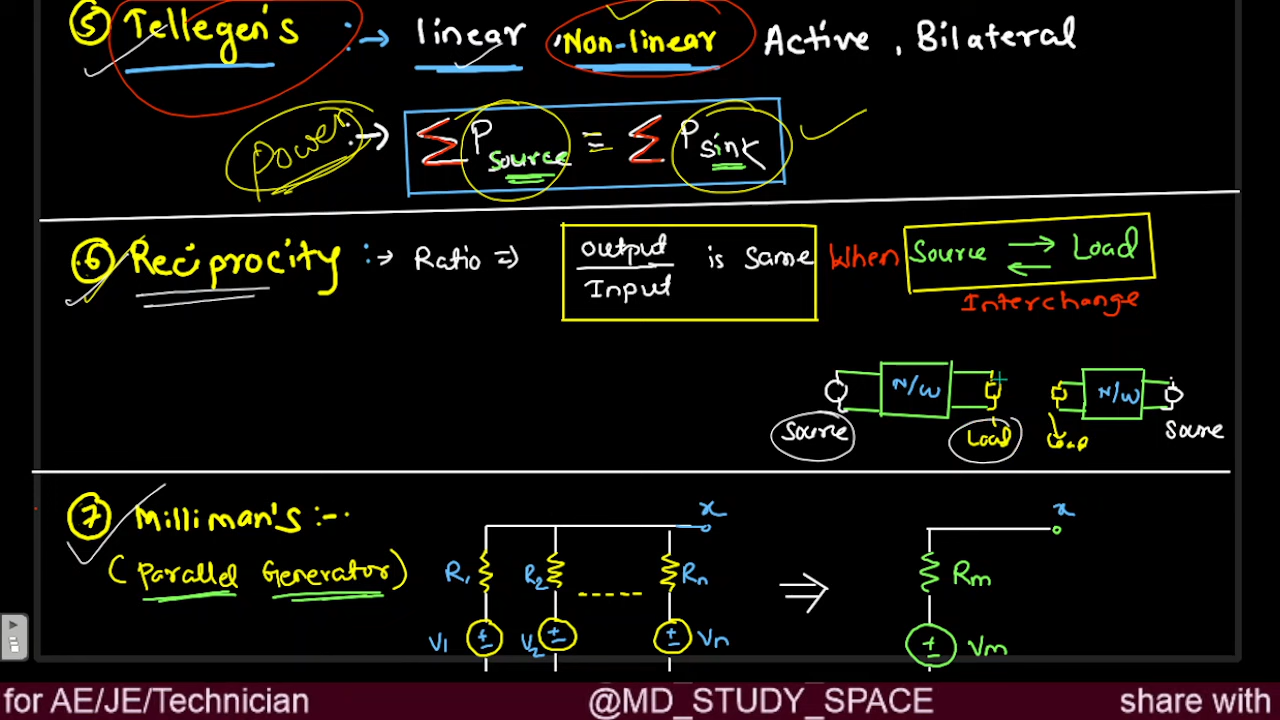 ⑤ Tellegen's :→ linear, Non-linear Active, Bilateral
Power :→ ΣP source = ΣP sink
⑥ Reciprocity :→ Ratio ⇒ Output / Input is same When Source ⇄ Load
Interchange
N/W N/W
Source Load Load Source
⑦ Milliman's :-
(Parallel Generator)
x x
R1 R2 Rn ⇒ Rm
V1 V2 Vn Vm
for AE/JE/Technician @MD_STUDY_SPACE share with